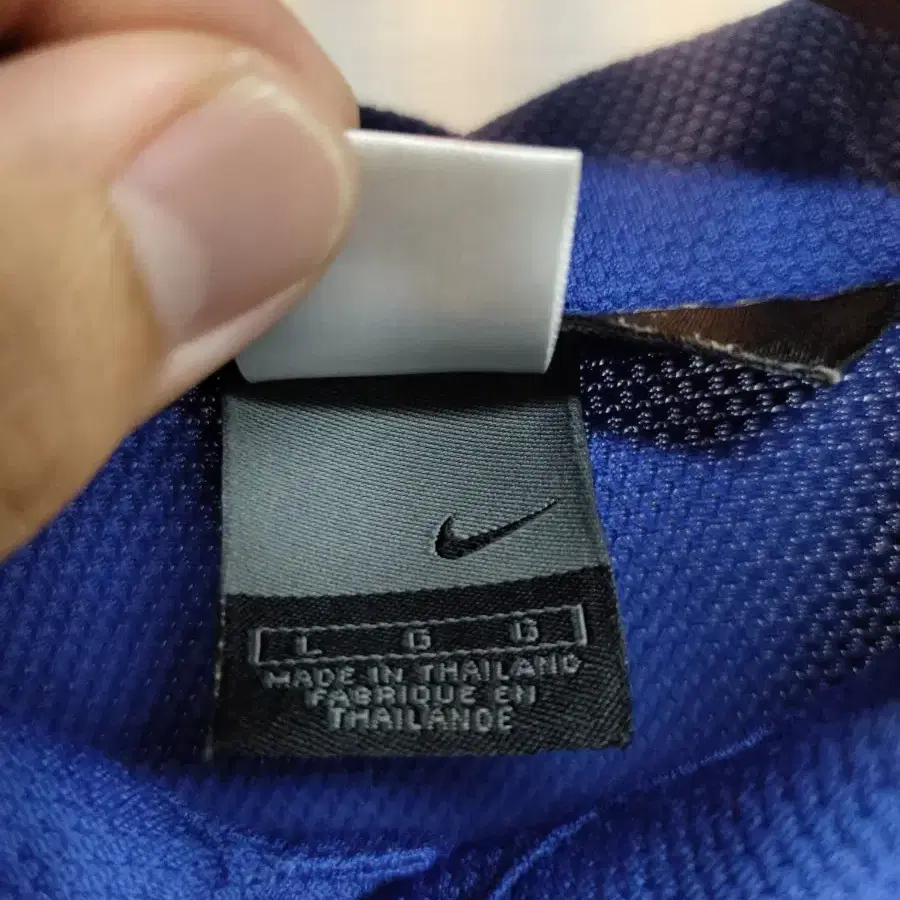 L G G
MADE IN THAILAND
FABRIQUE EN
THAILANDE